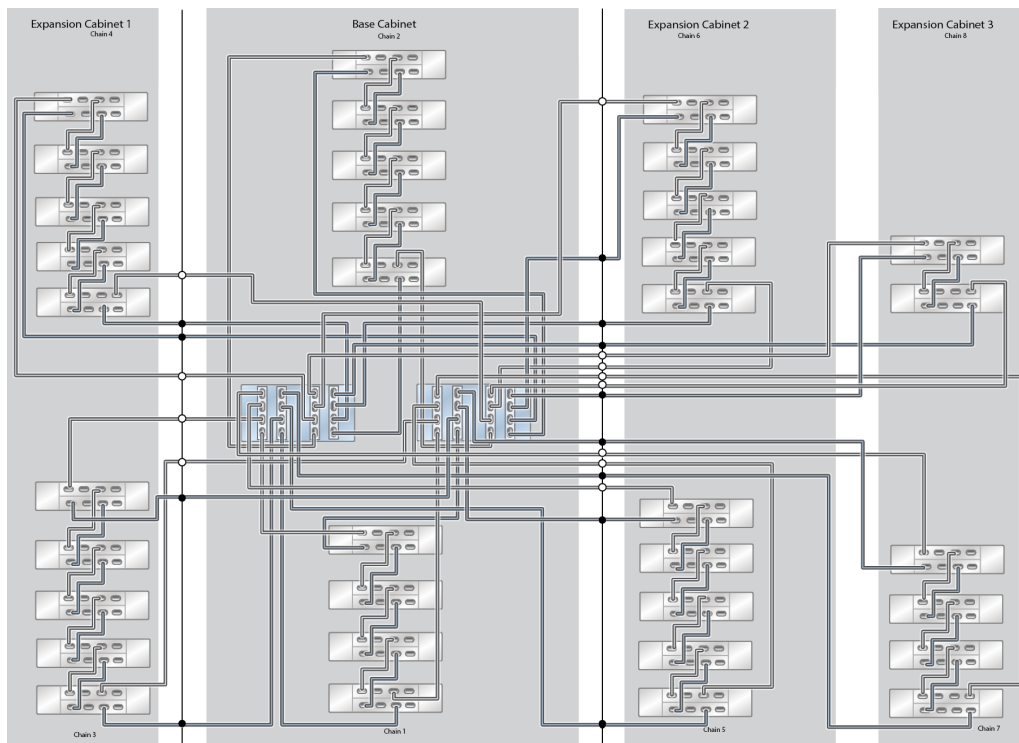 Expansion Cabinet 1
Chain 4
Base Cabinet
Chain 2
Expansion Cabinet 2
Chain 6
Expansion Cabinet 3
Chain 8
Chain 3
Chain 1
Chain 5
Chain 7